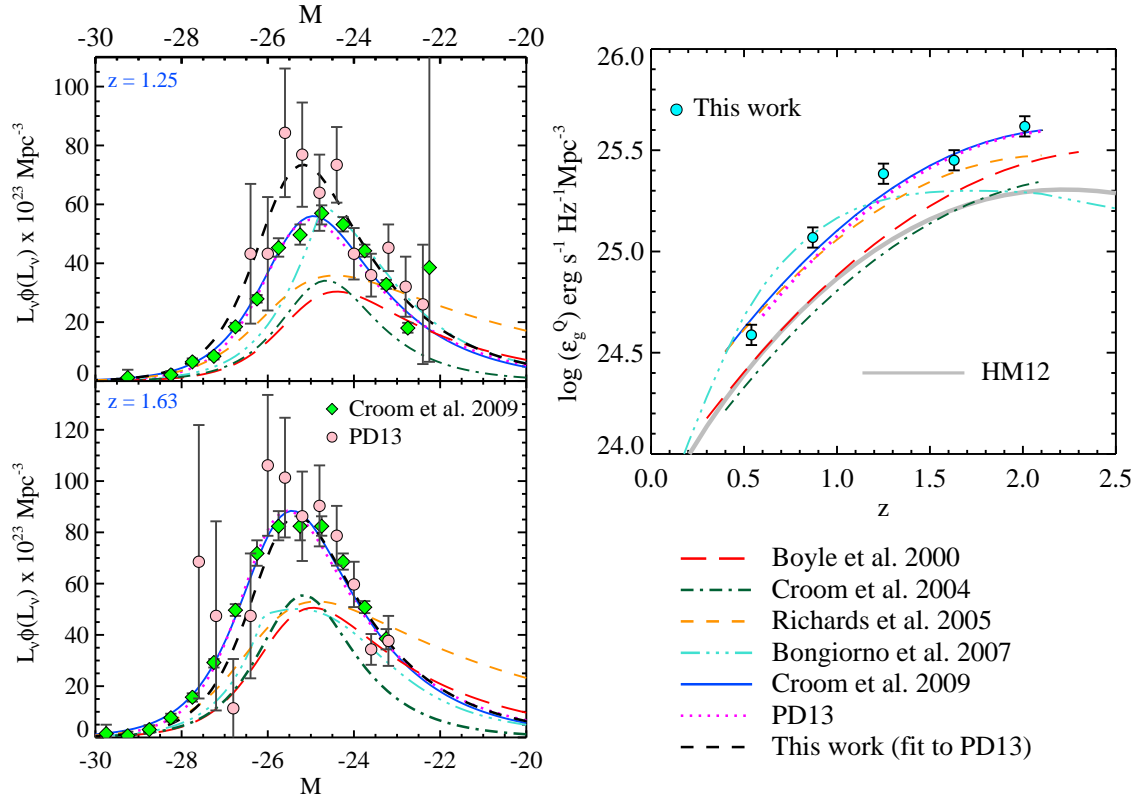 M
-30 -28 -26 -24 -22 -20
z = 1.25
100
80
60
40
20
0
L_νϕ(L_ν) x 10^23 Mpc^-3
z = 1.63
Croom et al. 2009
PD13
120
100
80
60
40
20
0
L_νϕ(L_ν) x 10^23 Mpc^-3
-30 -28 -26 -24 -22 -20
M
26.0
25.5
25.0
24.5
24.0
log (ε_g^Q) erg s^-1 Hz^-1 Mpc^-3
This work
HM12
0.0 0.5 1.0 1.5 2.0 2.5
z
Boyle et al. 2000
Croom et al. 2004
Richards et al. 2005
Bongiorno et al. 2007
Croom et al. 2009
PD13
This work (fit to PD13)